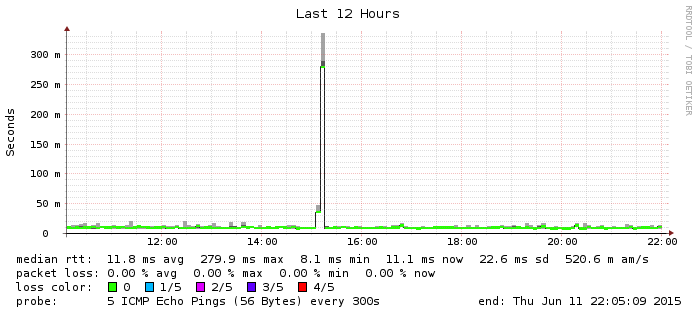 Last 12 Hours
RRDTOOL / TOBI OETIKER
Seconds
300 m
250 m
200 m
150 m
100 m
50 m
0
12:00 14:00 16:00 18:00 20:00 22:00
median rtt: 11.8 ms avg 279.9 ms max 8.1 ms min 11.1 ms now 22.6 ms sd 520.6 m am/s
packet loss: 0.00 % avg 0.00 % max 0.00 % min 0.00 % now
loss color: 0 1/5 2/5 3/5 4/5
probe: 5 ICMP Echo Pings (56 Bytes) every 300s end: Thu Jun 11 22:05:09 2015